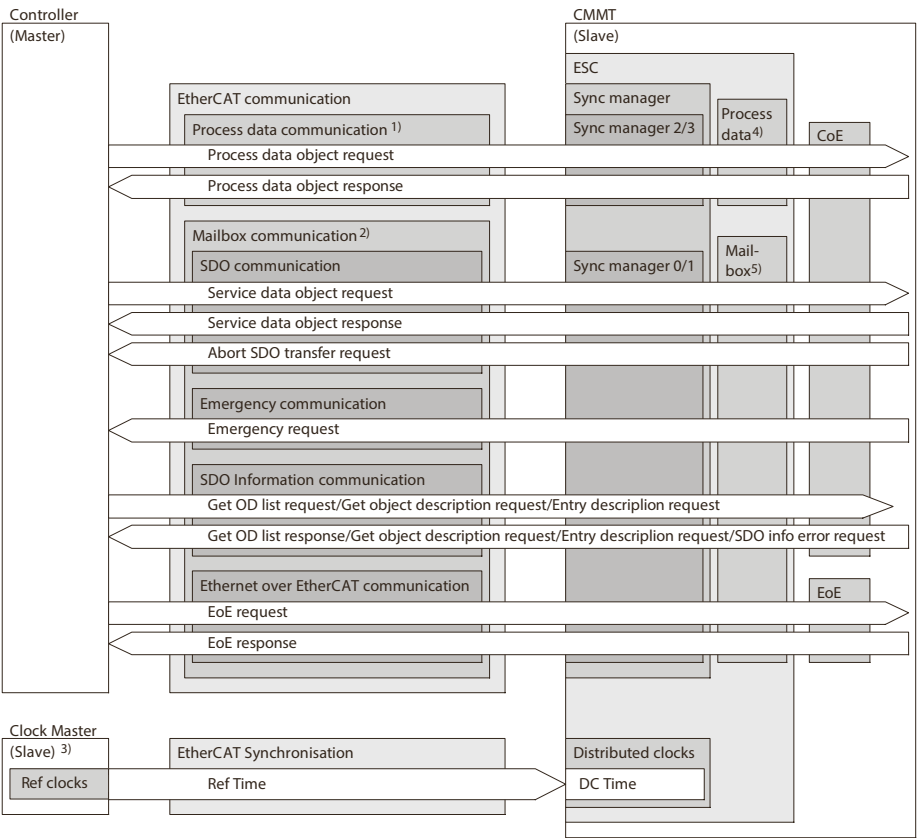 Controller
(Master)
CMMT
(Slave)
ESC
EtherCAT communication
Sync manager
Process data communication 1)
Sync manager 2/3
Process
data4)
CoE
Process data object request
Process data object response
Mailbox communication 2)
SDO communication
Sync manager 0/1
Mail-
box5)
Service data object request
Service data object response
Abort SDO transfer request
Emergency communication
Emergency request
SDO Information communication
Get OD list request/Get object description request/Entry descriplion request
Get OD list response/Get object description request/Entry descriplion request/SDO info error request
Ethernet over EtherCAT communication
EoE
EoE request
EoE response
Clock Master
(Slave) 3)
EtherCAT Synchronisation
Distributed clocks
Ref clocks
Ref Time
DC Time